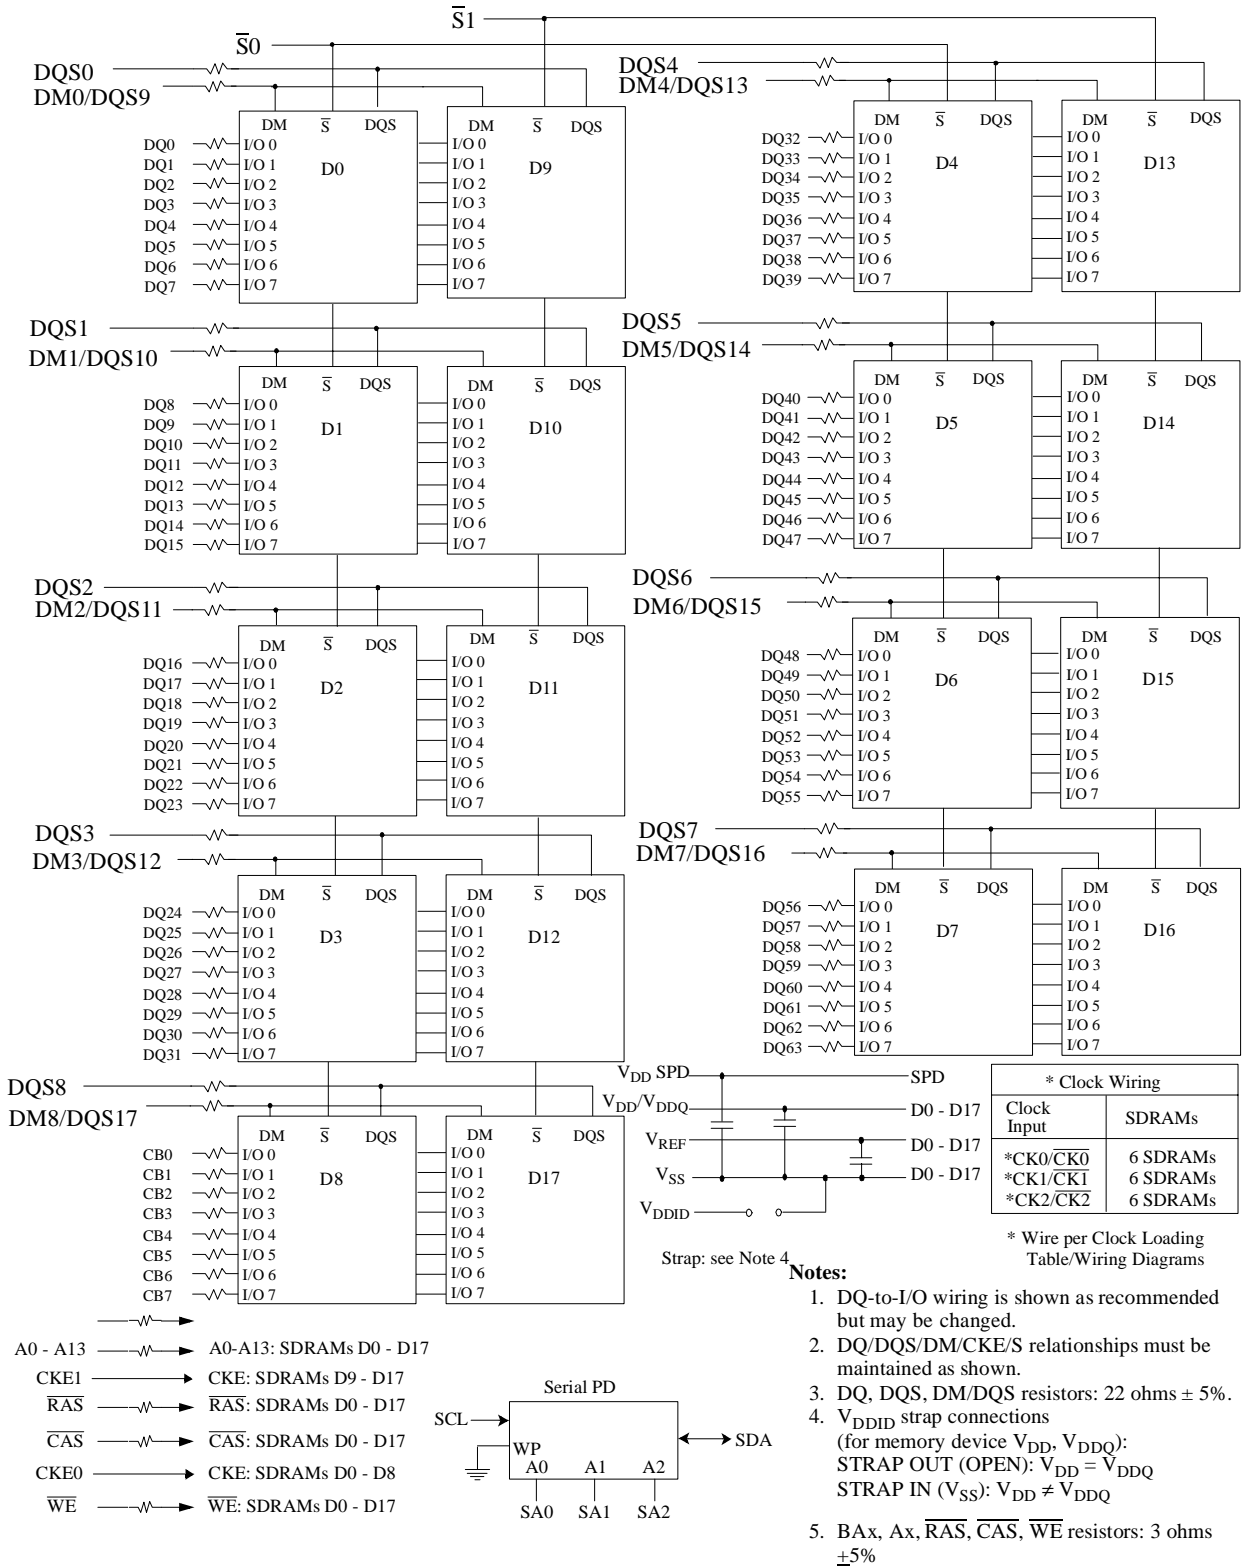 S̅1
S̅0
DQS0
DM0/DQS9
DM S̅ DQS
DQ0 I/O 0
DQ1 I/O 1
DQ2 I/O 2
DQ3 I/O 3
DQ4 I/O 4
DQ5 I/O 5
DQ6 I/O 6
DQ7 I/O 7
D0
DM S̅ DQS
I/O 0
I/O 1
I/O 2
I/O 3
I/O 4
I/O 5
I/O 6
I/O 7
D9
DQS1
DM1/DQS10
DM S̅ DQS
DQ8 I/O 0
DQ9 I/O 1
DQ10 I/O 2
DQ11 I/O 3
DQ12 I/O 4
DQ13 I/O 5
DQ14 I/O 6
DQ15 I/O 7
D1
DM S̅ DQS
I/O 0
I/O 1
I/O 2
I/O 3
I/O 4
I/O 5
I/O 6
I/O 7
D10
DQS2
DM2/DQS11
DM S̅ DQS
DQ16 I/O 0
DQ17 I/O 1
DQ18 I/O 2
DQ19 I/O 3
DQ20 I/O 4
DQ21 I/O 5
DQ22 I/O 6
DQ23 I/O 7
D2
DM S̅ DQS
I/O 0
I/O 1
I/O 2
I/O 3
I/O 4
I/O 5
I/O 6
I/O 7
D11
DQS3
DM3/DQS12
DM S̅ DQS
DQ24 I/O 0
DQ25 I/O 1
DQ26 I/O 2
DQ27 I/O 3
DQ28 I/O 4
DQ29 I/O 5
DQ30 I/O 6
DQ31 I/O 7
D3
DM S̅ DQS
I/O 0
I/O 1
I/O 2
I/O 3
I/O 4
I/O 5
I/O 6
I/O 7
D12
DQS8
DM8/DQS17
DM S̅ DQS
CB0 I/O 0
CB1 I/O 1
CB2 I/O 2
CB3 I/O 3
CB4 I/O 4
CB5 I/O 5
CB6 I/O 6
CB7 I/O 7
D8
DM S̅ DQS
I/O 0
I/O 1
I/O 2
I/O 3
I/O 4
I/O 5
I/O 6
I/O 7
D17
DQS4
DM4/DQS13
DM S̅ DQS
DQ32 I/O 0
DQ33 I/O 1
DQ34 I/O 2
DQ35 I/O 3
DQ36 I/O 4
DQ37 I/O 5
DQ38 I/O 6
DQ39 I/O 7
D4
DM S̅ DQS
I/O 0
I/O 1
I/O 2
I/O 3
I/O 4
I/O 5
I/O 6
I/O 7
D13
DQS5
DM5/DQS14
DM S̅ DQS
DQ40 I/O 0
DQ41 I/O 1
DQ42 I/O 2
DQ43 I/O 3
DQ44 I/O 4
DQ45 I/O 5
DQ46 I/O 6
DQ47 I/O 7
D5
DM S̅ DQS
I/O 0
I/O 1
I/O 2
I/O 3
I/O 4
I/O 5
I/O 6
I/O 7
D14
DQS6
DM6/DQS15
DM S̅ DQS
DQ48 I/O 0
DQ49 I/O 1
DQ50 I/O 2
DQ51 I/O 3
DQ52 I/O 4
DQ53 I/O 5
DQ54 I/O 6
DQ55 I/O 7
D6
DM S̅ DQS
I/O 0
I/O 1
I/O 2
I/O 3
I/O 4
I/O 5
I/O 6
I/O 7
D15
DQS7
DM7/DQS16
DM S̅ DQS
DQ56 I/O 0
DQ57 I/O 1
DQ58 I/O 2
DQ59 I/O 3
DQ60 I/O 4
DQ61 I/O 5
DQ62 I/O 6
DQ63 I/O 7
D7
DM S̅ DQS
I/O 0
I/O 1
I/O 2
I/O 3
I/O 4
I/O 5
I/O 6
I/O 7
D16
VDD SPD SPD
VDD/VDDQ D0 - D17
VREF D0 - D17
VSS D0 - D17
VDDID
Strap: see Note 4
* Clock Wiring
Clock Input SDRAMs
*CK0/C̅K̅0̅ 6 SDRAMs
*CK1/C̅K̅1̅ 6 SDRAMs
*CK2/C̅K̅2̅ 6 SDRAMs
* Wire per Clock Loading
Table/Wiring Diagrams
A0 - A13 A0-A13: SDRAMs D0 - D17
CKE1 CKE: SDRAMs D9 - D17
R̅A̅S̅ R̅A̅S̅: SDRAMs D0 - D17
C̅A̅S̅ C̅A̅S̅: SDRAMs D0 - D17
CKE0 CKE: SDRAMs D0 - D8
W̅E̅ W̅E̅: SDRAMs D0 - D17
Serial PD
SCL
WP
SDA
A0 A1 A2
SA0 SA1 SA2
Notes:
1. DQ-to-I/O wiring is shown as recommended
but may be changed.
2. DQ/DQS/DM/CKE/S relationships must be
maintained as shown.
3. DQ, DQS, DM/DQS resistors: 22 ohms ± 5%.
4. VDDID strap connections
(for memory device VDD, VDDQ):
STRAP OUT (OPEN): VDD = VDDQ
STRAP IN (VSS): VDD ≠ VDDQ
5. BAx, Ax, R̅A̅S̅, C̅A̅S̅, W̅E̅ resistors: 3 ohms
±5%